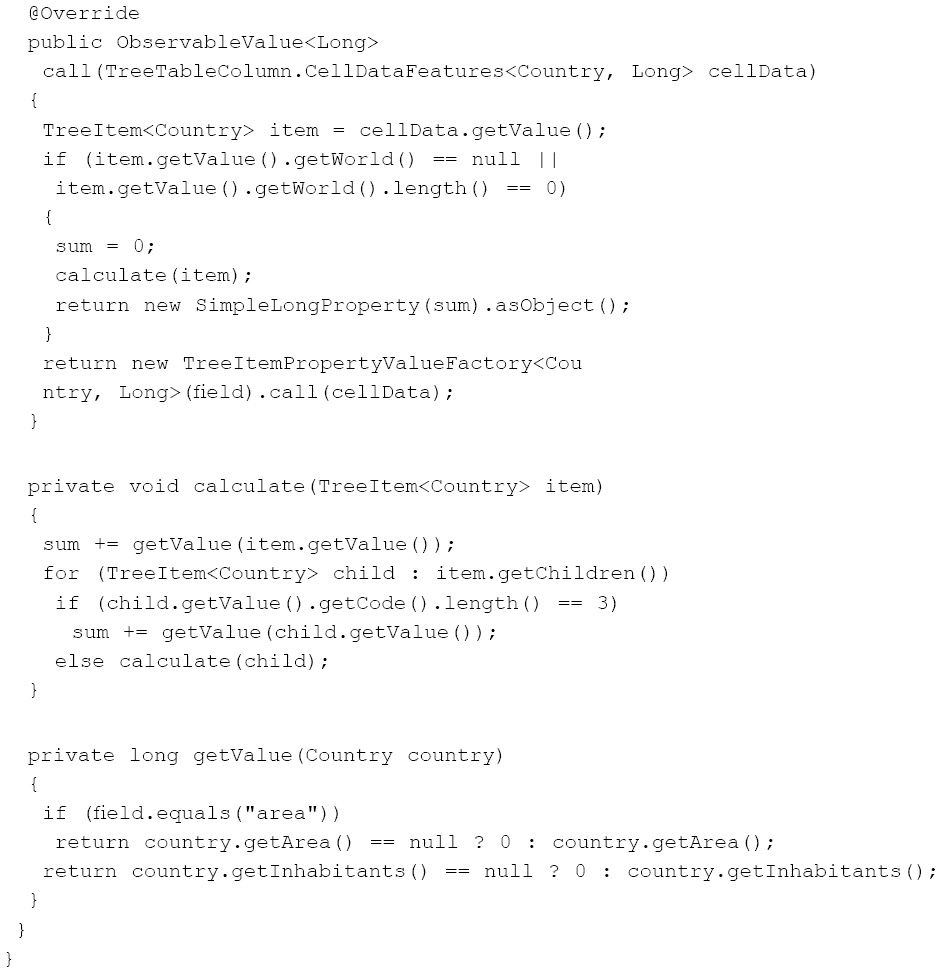 @Override
public ObservableValue<Long>
call(TreeTableColumn.CellDataFeatures<Country, Long> cellData)
{
TreeItem<Country> item = cellData.getValue();
if (item.getValue().getWorld() == null ||
item.getValue().getWorld().length() == 0)
{
sum = 0;
calculate(item);
return new SimpleLongProperty(sum).asObject();
}
return new TreeItemPropertyValueFactory<Cou
ntry, Long>(field).call(cellData);
}
private void calculate(TreeItem<Country> item)
{
sum += getValue(item.getValue());
for (TreeItem<Country> child : item.getChildren())
if (child.getValue().getCode().length() == 3)
sum += getValue(child.getValue());
else calculate(child);
}
private long getValue(Country country)
{
if (field.equals("area"))
return country.getArea() == null ? 0 : country.getArea();
return country.getInhabitants() == null ? 0 : country.getInhabitants();
}
}
}